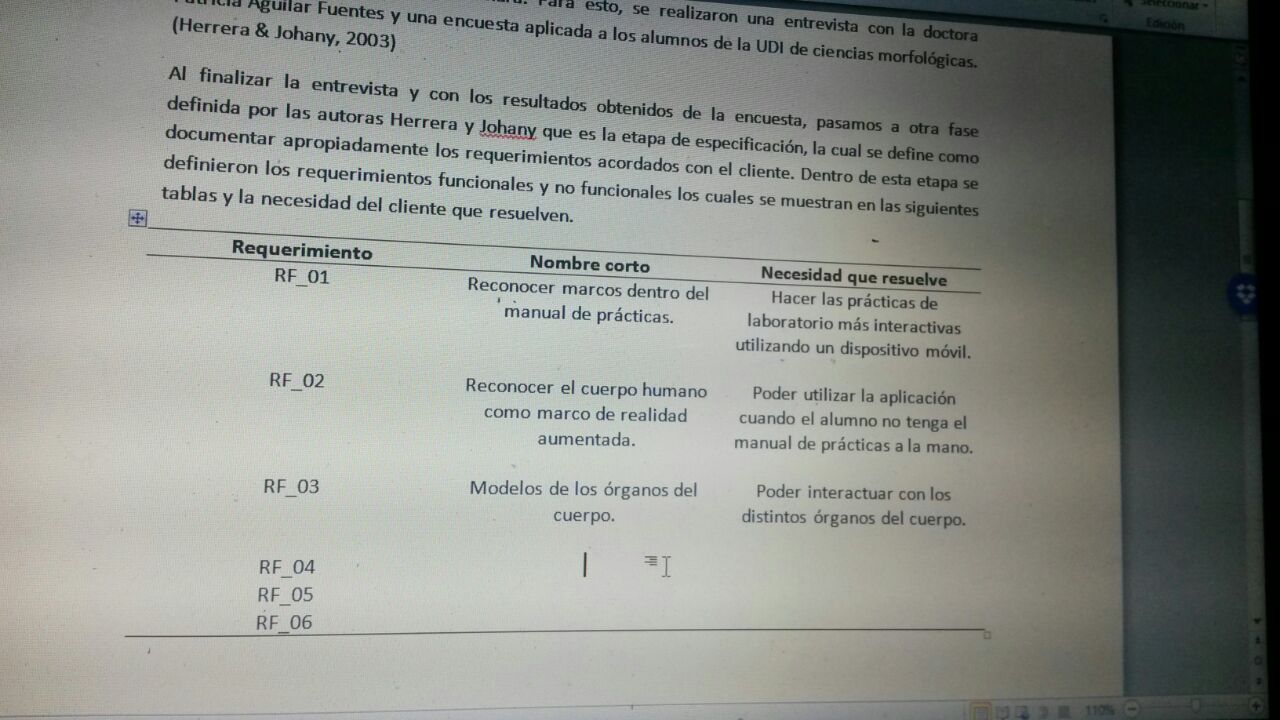 Seleccionar
Edición
Para esto, se realizaron una entrevista con la doctora
Patricia Aguilar Fuentes y una encuesta aplicada a los alumnos de la UDI de ciencias morfológicas.
(Herrera & Johany, 2003)
Al finalizar la entrevista y con los resultados obtenidos de la encuesta, pasamos a otra fase
definida por las autoras Herrera y Johany que es la etapa de especificación, la cual se define como
documentar apropiadamente los requerimientos acordados con el cliente. Dentro de esta etapa se
definieron los requerimientos funcionales y no funcionales los cuales se muestran en las siguientes
tablas y la necesidad del cliente que resuelven.
Requerimiento Nombre corto Necesidad que resuelve
RF_01 Reconocer marcos dentro del Hacer las prácticas de
manual de prácticas. laboratorio más interactivas
utilizando un dispositivo móvil.
RF_02 Reconocer el cuerpo humano Poder utilizar la aplicación
como marco de realidad cuando el alumno no tenga el
aumentada. manual de prácticas a la mano.
RF_03 Modelos de los órganos del Poder interactuar con los
cuerpo. distintos órganos del cuerpo.
RF_04
RF_05
RF_06
110%